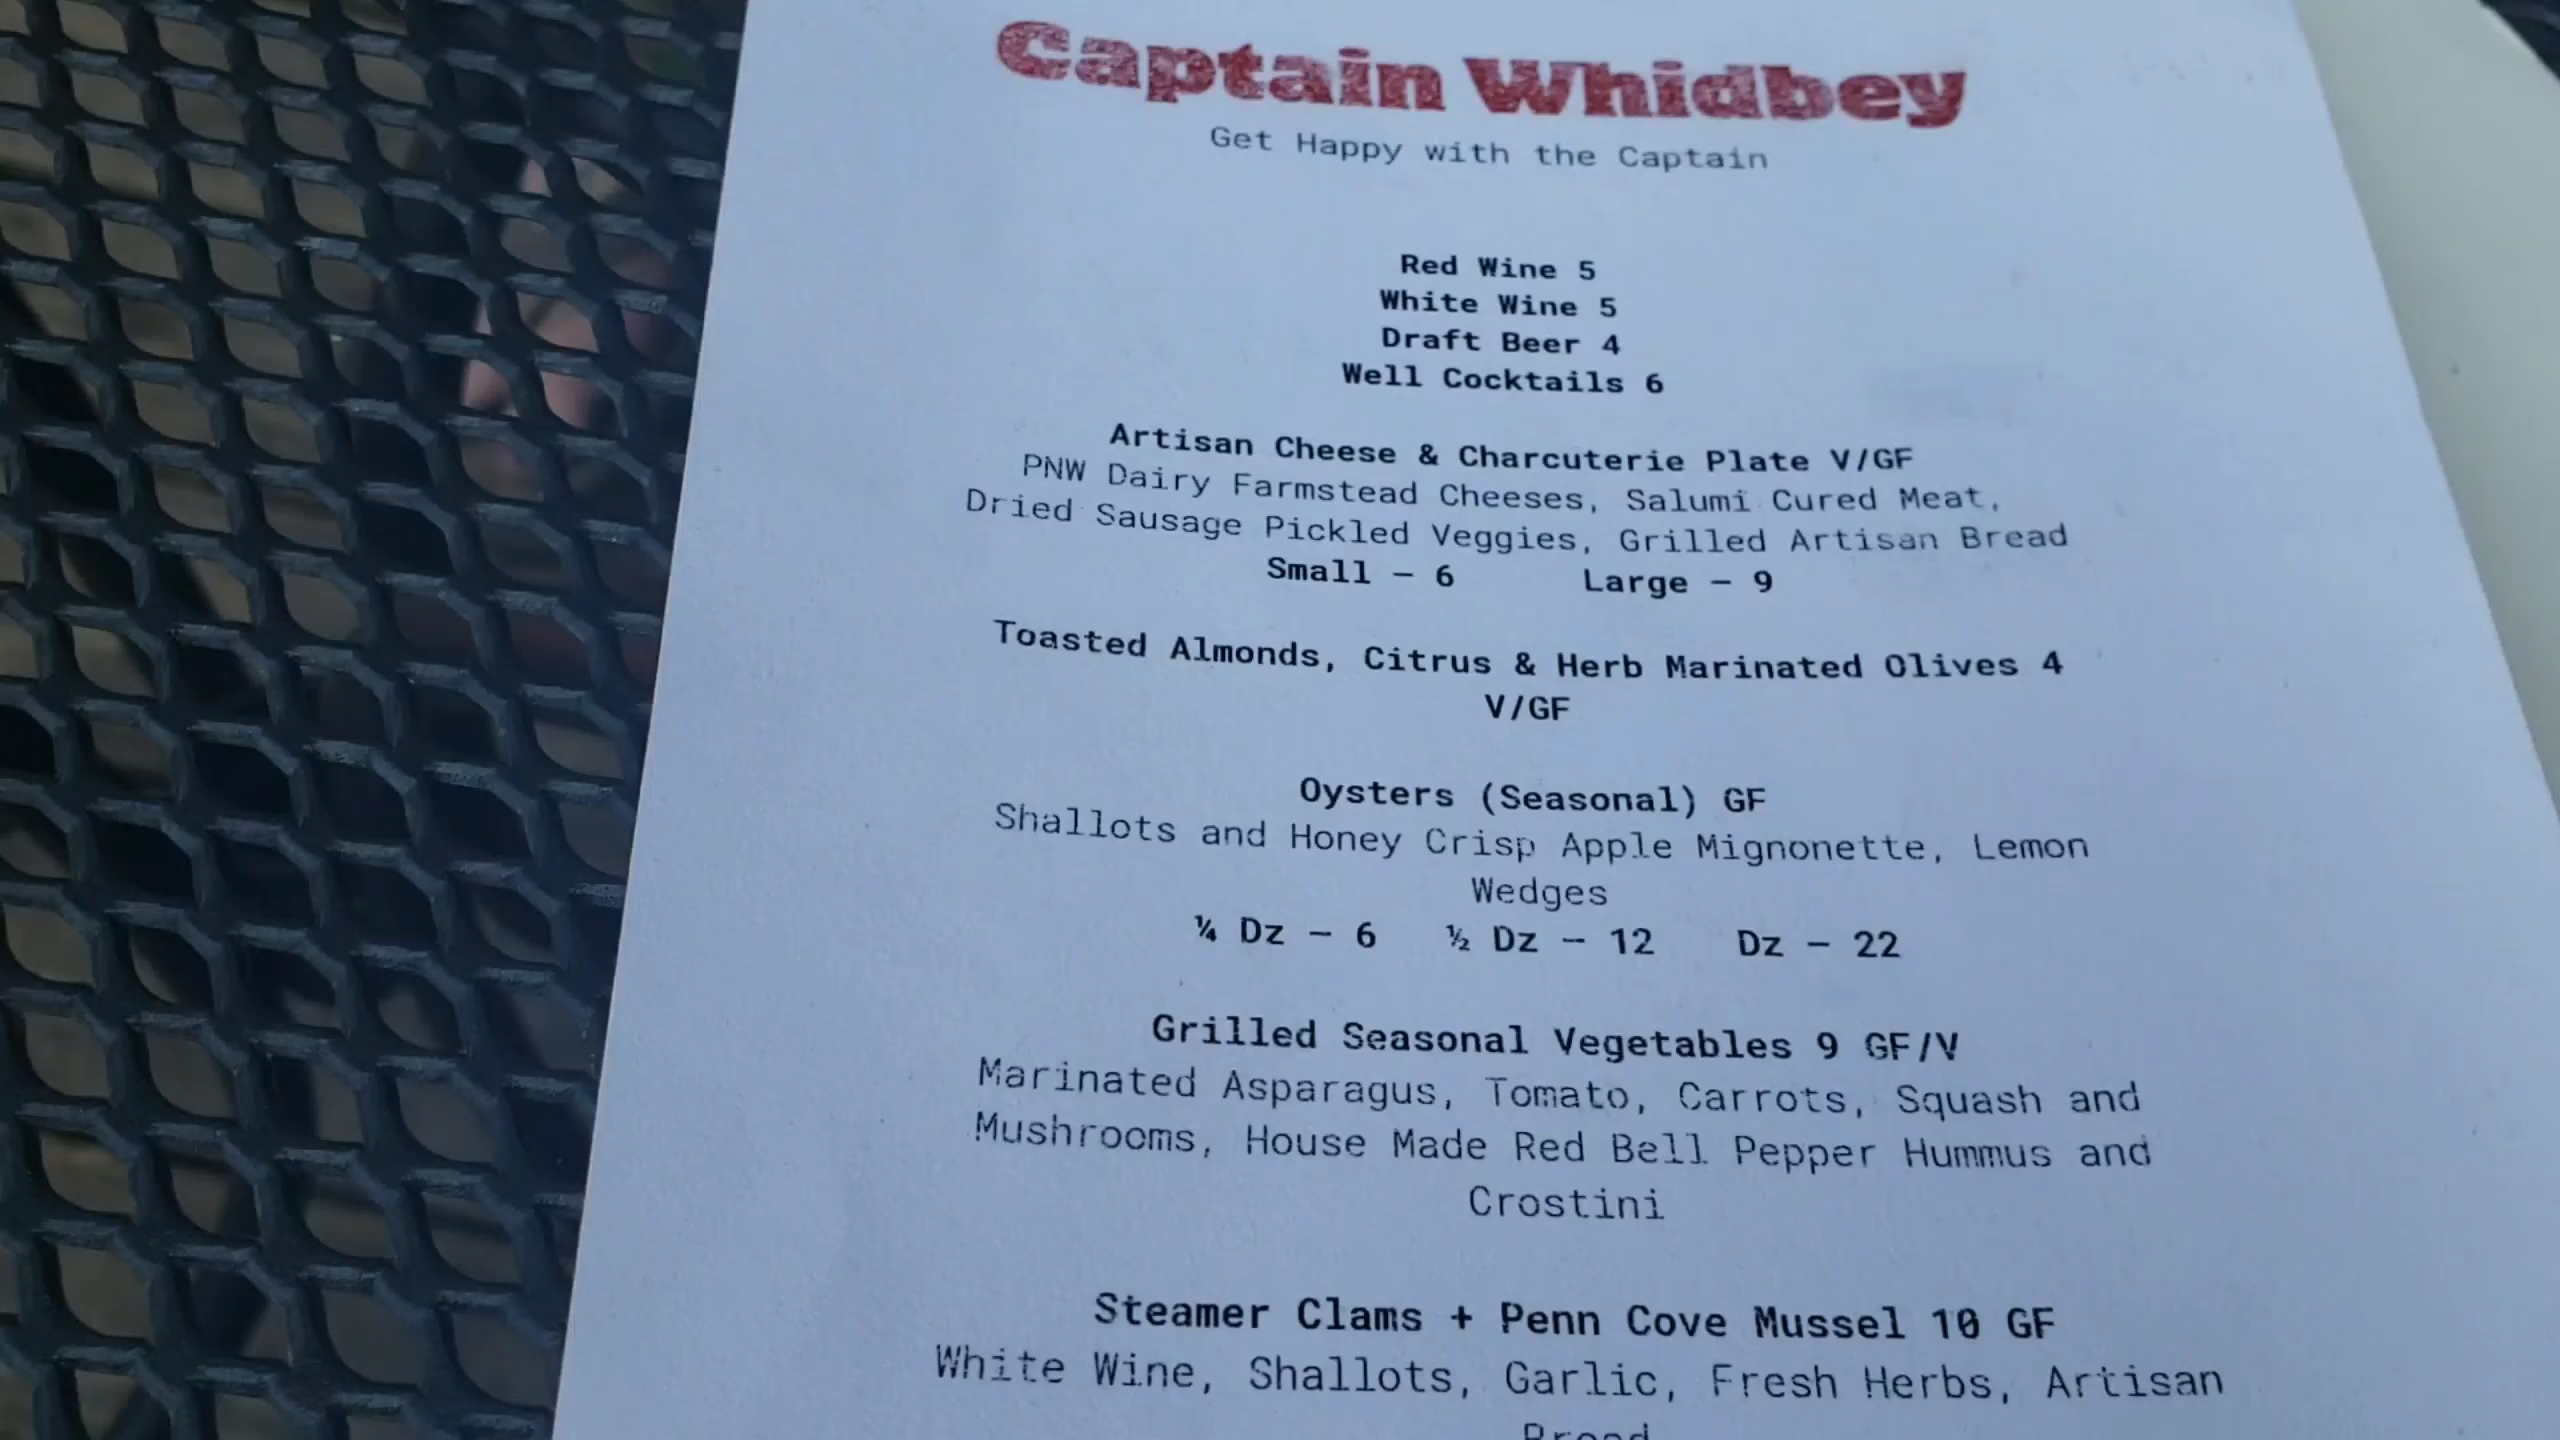 Captain Whidbey
Get Happy with the Captain
Red Wine 5
White Wine 5
Draft Beer 4
Well Cocktails 6
Artisan Cheese & Charcuterie Plate V/GF
PNW Dairy Farmstead Cheeses, Salumi Cured Meat,
Dried Sausage Pickled Veggies, Grilled Artisan Bread
Small – 6 Large – 9
Toasted Almonds, Citrus & Herb Marinated Olives 4
V/GF
Oysters (Seasonal) GF
Shallots and Honey Crisp Apple Mignonette, Lemon
Wedges
¼ Dz – 6 ½ Dz – 12 Dz – 22
Grilled Seasonal Vegetables 9 GF/V
Marinated Asparagus, Tomato, Carrots, Squash and
Mushrooms, House Made Red Bell Pepper Hummus and
Crostini
Steamer Clams + Penn Cove Mussel 10 GF
White Wine, Shallots, Garlic, Fresh Herbs, Artisan
Bread